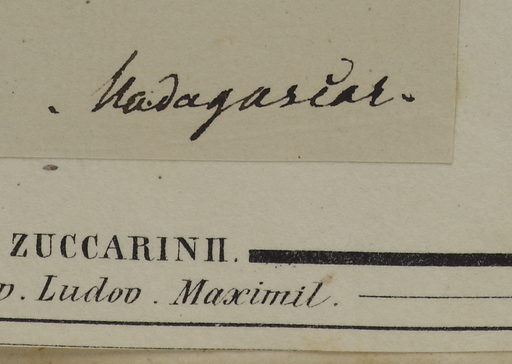 . Madagascar.
ZUCCARINII.
v. Ludov. Maximil.